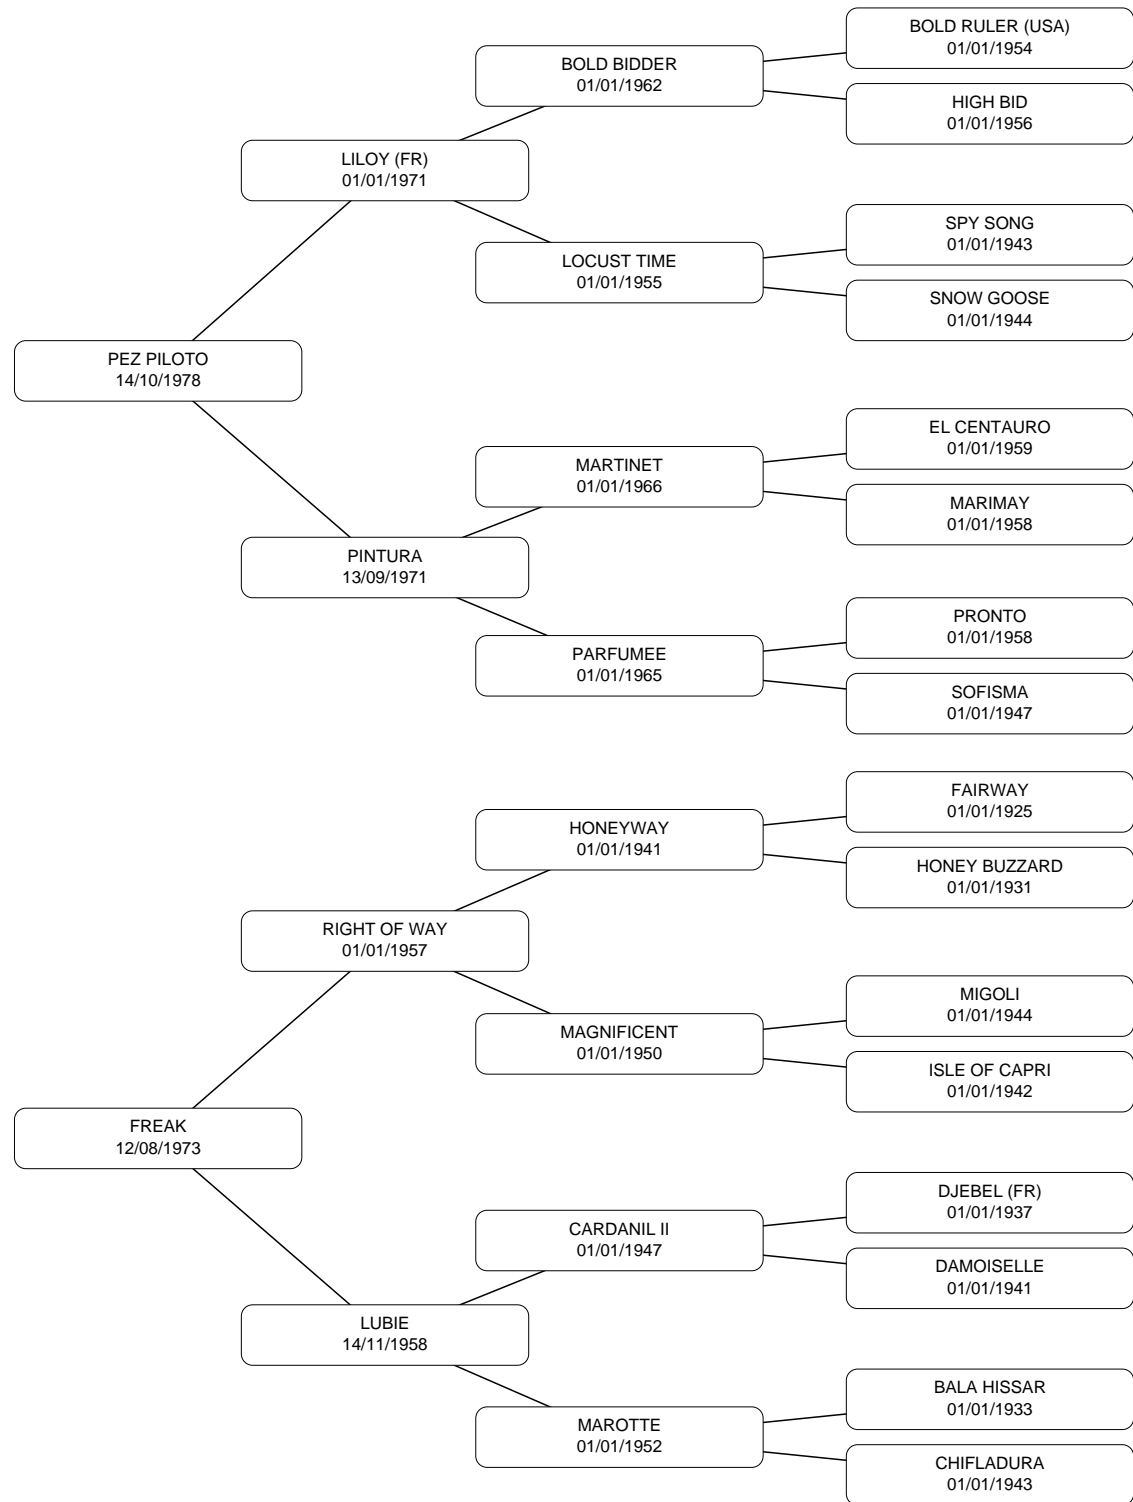 BOLD RULER (USA)
01/01/1954
BOLD BIDDER
01/01/1962
HIGH BID
01/01/1956
LILOY (FR)
01/01/1971
SPY SONG
01/01/1943
LOCUST TIME
01/01/1955
SNOW GOOSE
01/01/1944
PEZ PILOTO
14/10/1978
EL CENTAURO
01/01/1959
MARTINET
01/01/1966
MARIMAY
01/01/1958
PINTURA
13/09/1971
PRONTO
01/01/1958
PARFUMEE
01/01/1965
SOFISMA
01/01/1947
FAIRWAY
01/01/1925
HONEYWAY
01/01/1941
HONEY BUZZARD
01/01/1931
RIGHT OF WAY
01/01/1957
MIGOLI
01/01/1944
MAGNIFICENT
01/01/1950
ISLE OF CAPRI
01/01/1942
FREAK
12/08/1973
DJEBEL (FR)
01/01/1937
CARDANIL II
01/01/1947
DAMOISELLE
01/01/1941
LUBIE
14/11/1958
BALA HISSAR
01/01/1933
MAROTTE
01/01/1952
CHIFLADURA
01/01/1943